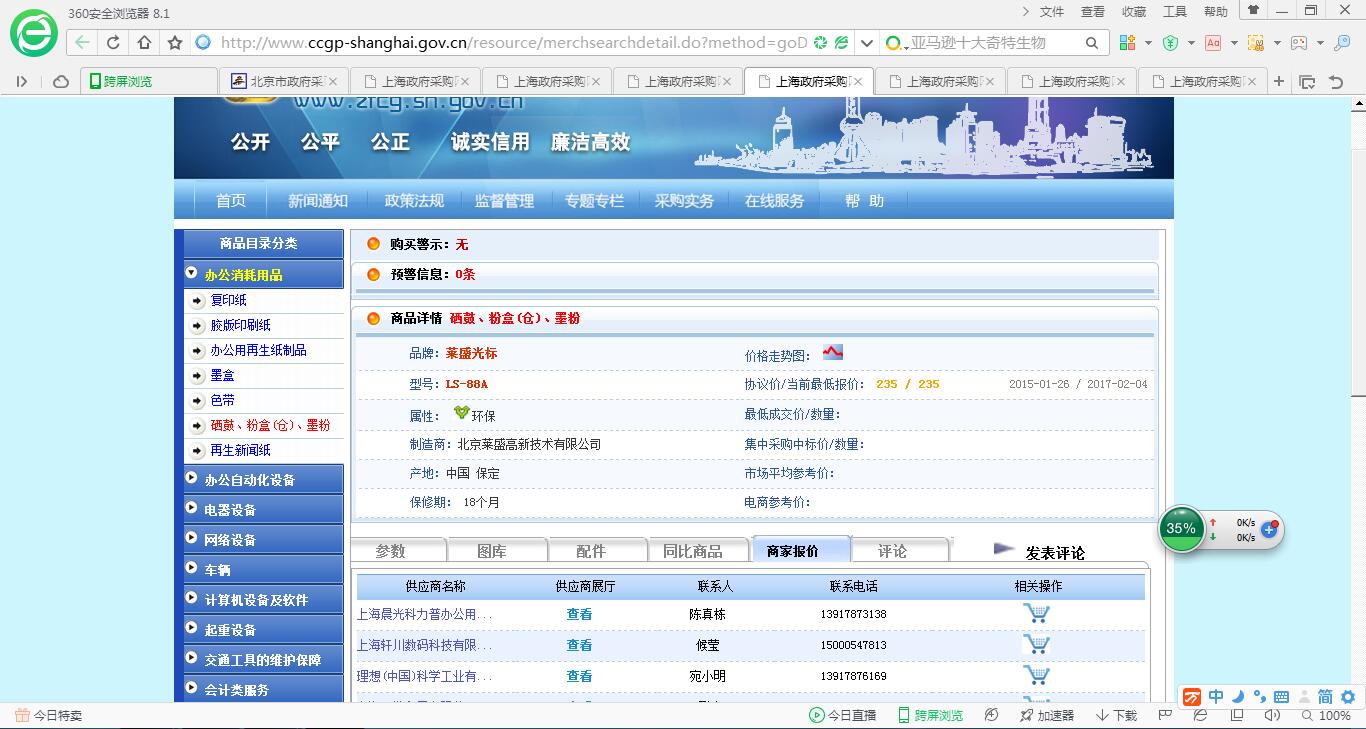 360安全浏览器 8.1
文件 查看 收藏 工具 帮助
http://www.ccgp-shanghai.gov.cn/resource/merchsearchdetail.do?method=goD
亚马逊十大奇特生物
跨屏浏览 北京市政府采 上海政府采购 上海政府采购 上海政府采购 上海政府采购 上海政府采购 上海政府采购 上海政府采购
www.zfcg.sh.gov.cn
公开 公平 公正 诚实信用 廉洁高效
首页 新闻通知 政策法规 监督管理 专题专栏 采购实务 在线服务 帮 助
商品目录分类
办公消耗用品
复印纸
胶版印刷纸
办公用再生纸制品
墨盒
色带
硒鼓、粉盒(仓)、墨粉
再生新闻纸
办公自动化设备
电器设备
网络设备
车辆
计算机设备及软件
起重设备
交通工具的维护保障
会计类服务
购买警示: 无
预警信息: 0条
商品详情 硒鼓、粉盒(仓)、墨粉
品牌: 莱盛光标 价格走势图:
型号: LS-88A 协议价/当前最低报价: 235 / 235 2015-01-26 / 2017-02-04
属性: 环保 最低成交价/数量:
制造商: 北京莱盛高新技术有限公司 集中采购中标价/数量:
产地: 中国 保定 市场平均参考价:
保修期: 18个月 电商参考价:
参数 图库 配件 同比商品 商家报价 评论 发表评论
供应商名称 供应商展厅 联系人 联系电话 相关操作
上海晨光科力普办公用... 查看 陈真栋 13917873138
上海轩川数码科技有限... 查看 候莹 15000547813
理想(中国)科学工业有... 查看 宛小明 13917876169
35% 0K/s
0K/s
中 简
今日特卖 今日直播 跨屏浏览 加速器 下载 100%